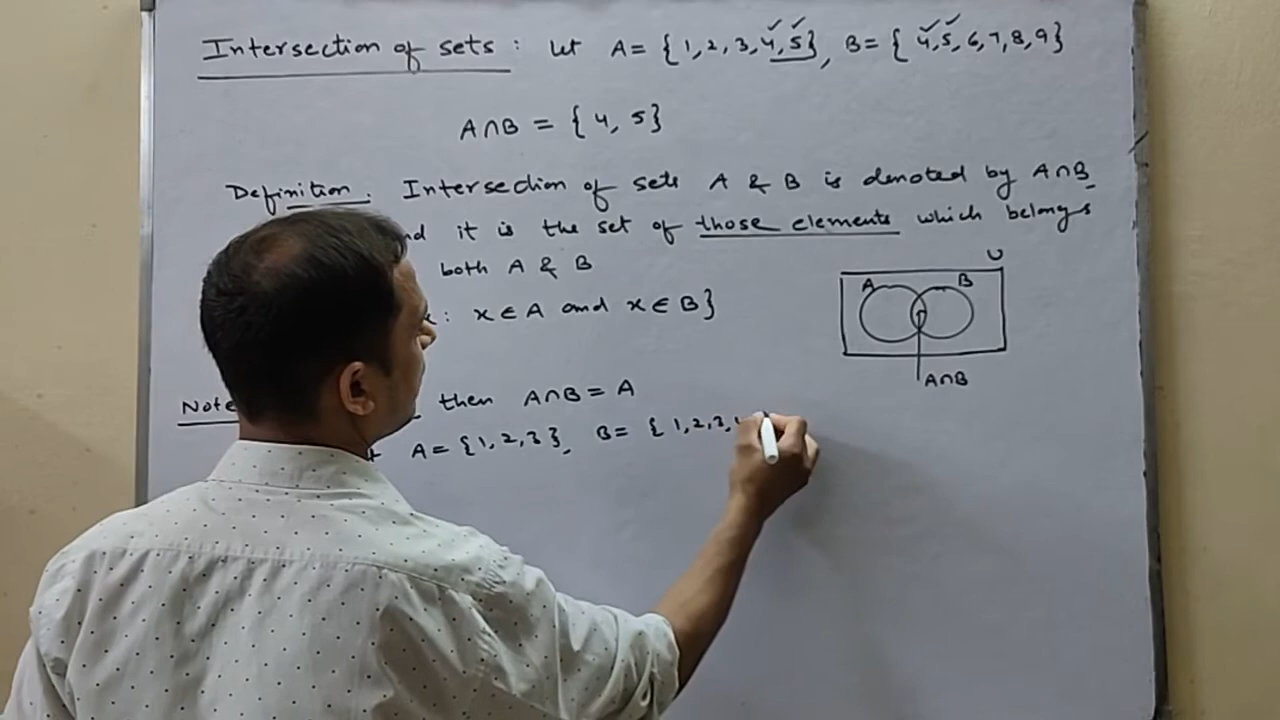 Intersection of sets : Let A = { 1, 2, 3, 4, 5 }, B = { 4, 5, 6, 7, 8, 9 }
A∩B = { 4, 5 }
Definition. Intersection of sets A & B is denoted by A∩B
it is the set of those elements which belongs
both A & B
: x ∈ A and x ∈ B }
U
A B
A∩B
Note then A∩B = A
A = { 1, 2, 3 }, B = { 1, 2, 3,